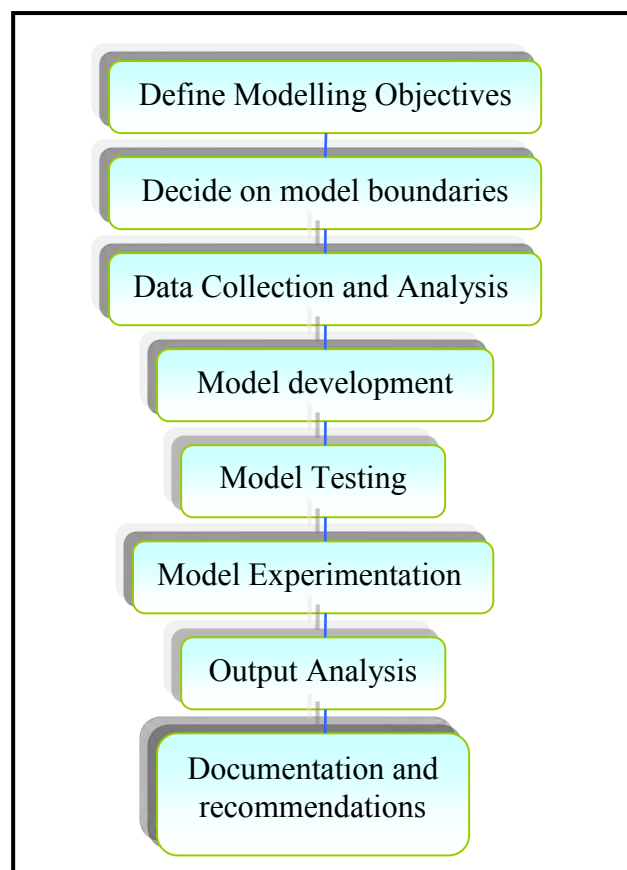 Define Modelling Objectives
Decide on model boundaries
Data Collection and Analysis
Model development
Model Testing
Model Experimentation
Output Analysis
Documentation and
recommendations